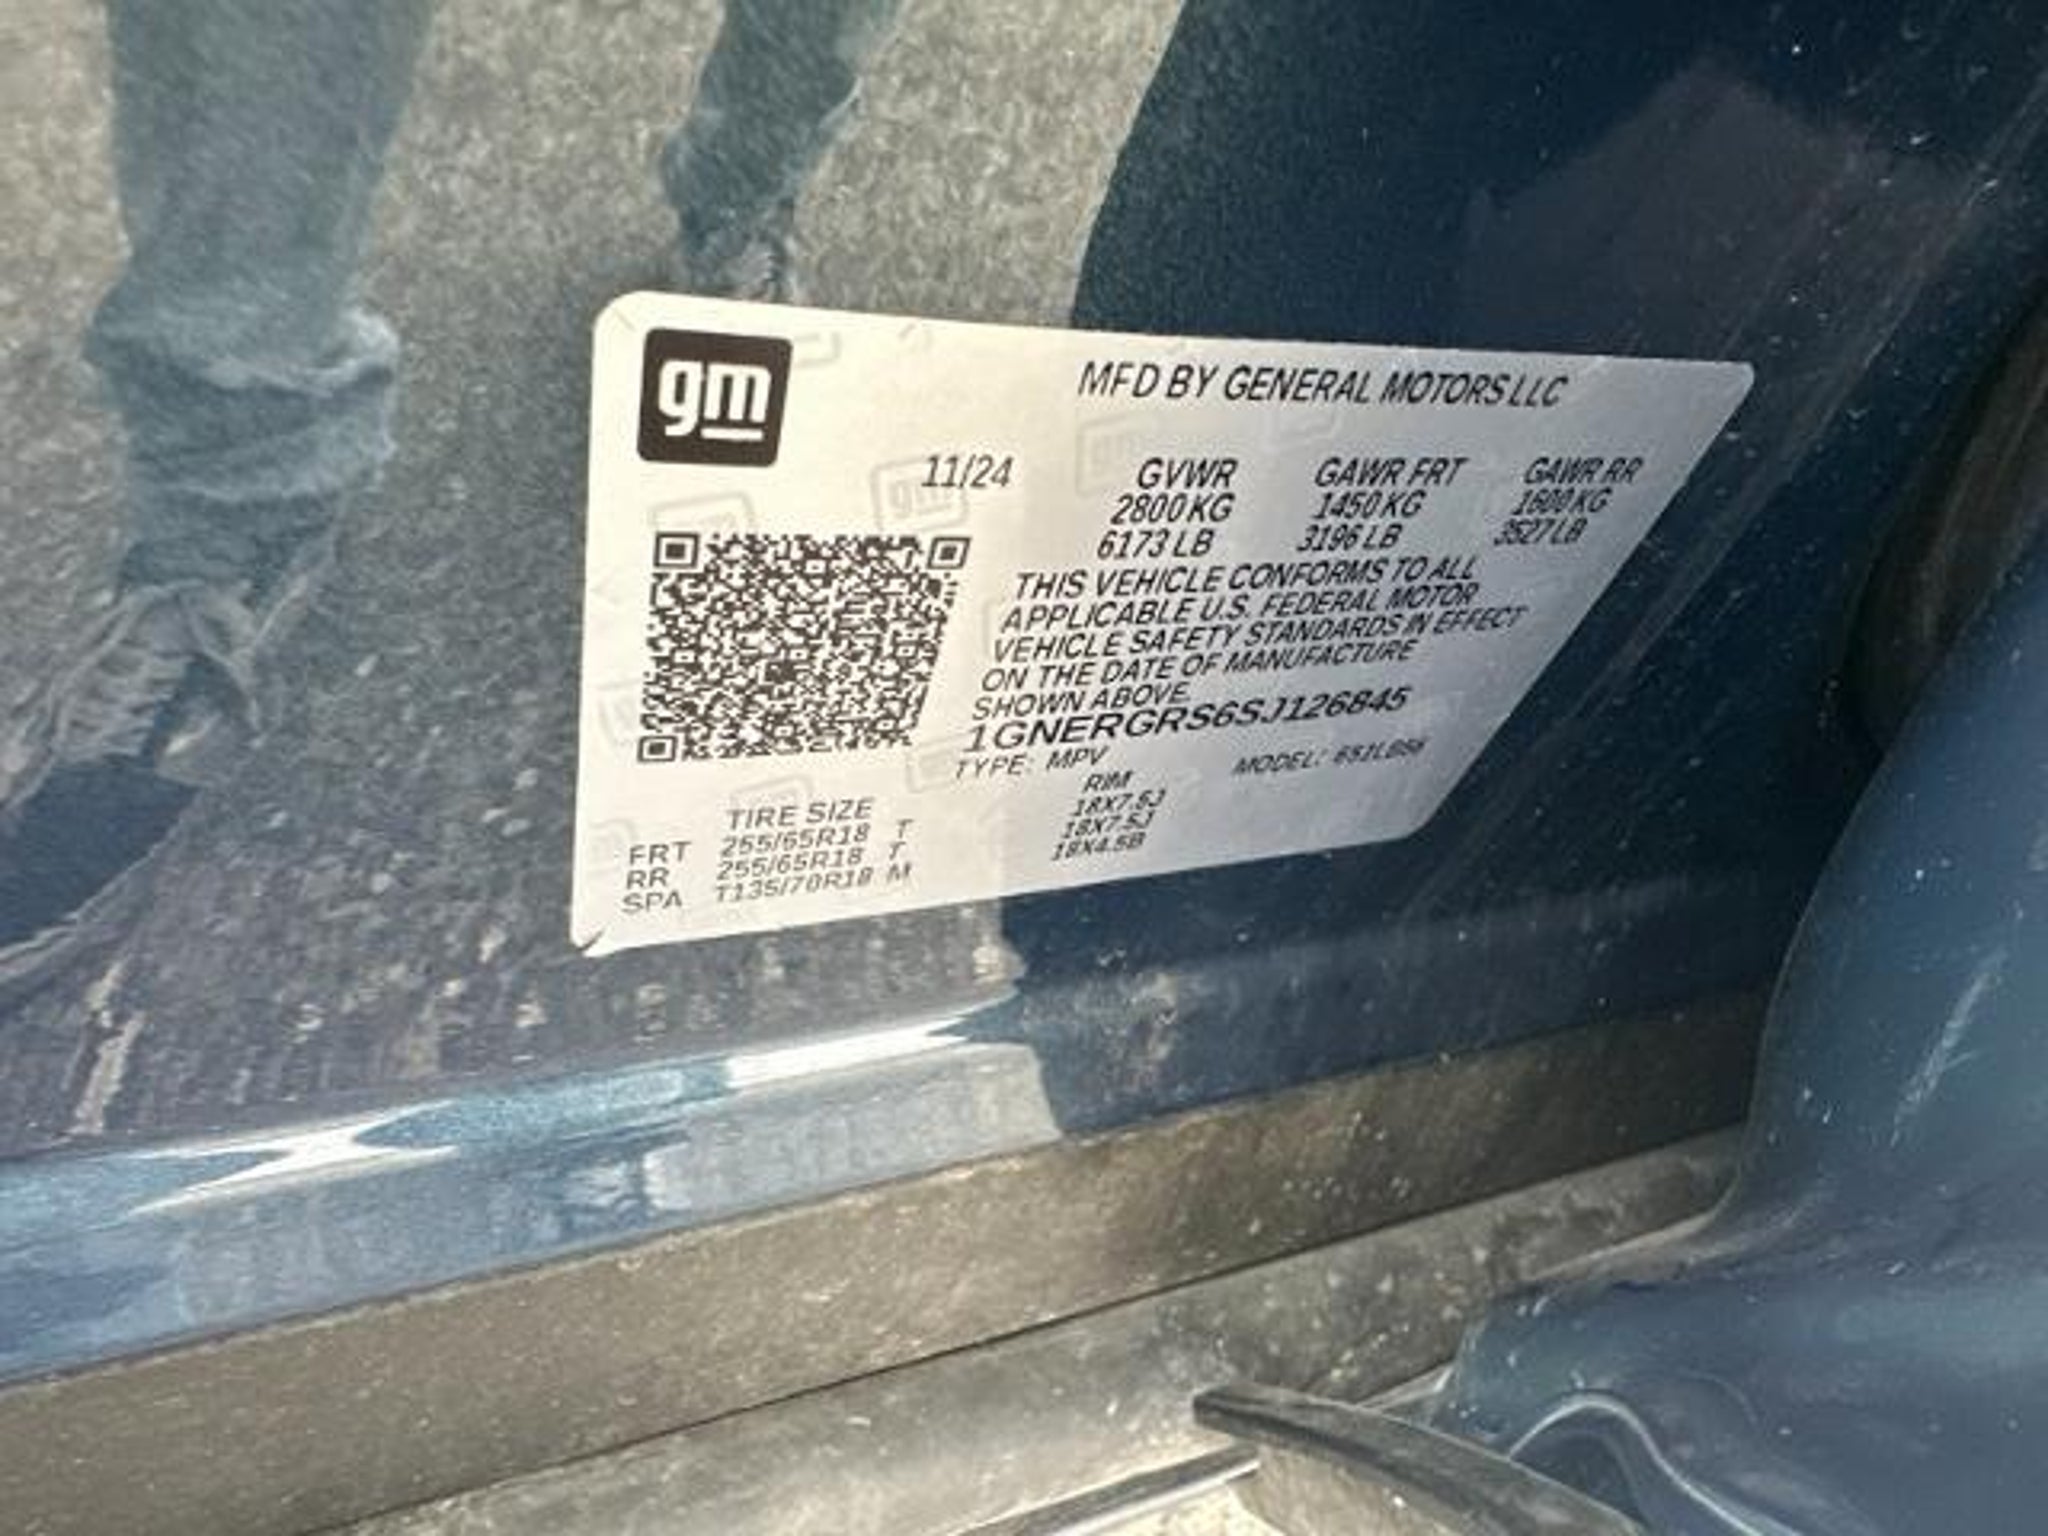 gm
MFD BY GENERAL MOTORS LLC
11/24 GVWR GAWR FRT GAWR RR
2800 KG 1450 KG 1600 KG
6173 LB 3196 LB 3527 LB
THIS VEHICLE CONFORMS TO ALL
APPLICABLE U.S. FEDERAL MOTOR
VEHICLE SAFETY STANDARDS IN EFFECT
ON THE DATE OF MANUFACTURE
SHOWN ABOVE.
1GNERGRS6SJ126845
TYPE: MPV MODEL:
TIRE SIZE RIM
FRT 255/65R18 T 18X7.5J
RR 255/65R18 T 18X7.5J
SPA T135/70R18 M 18X4.5B